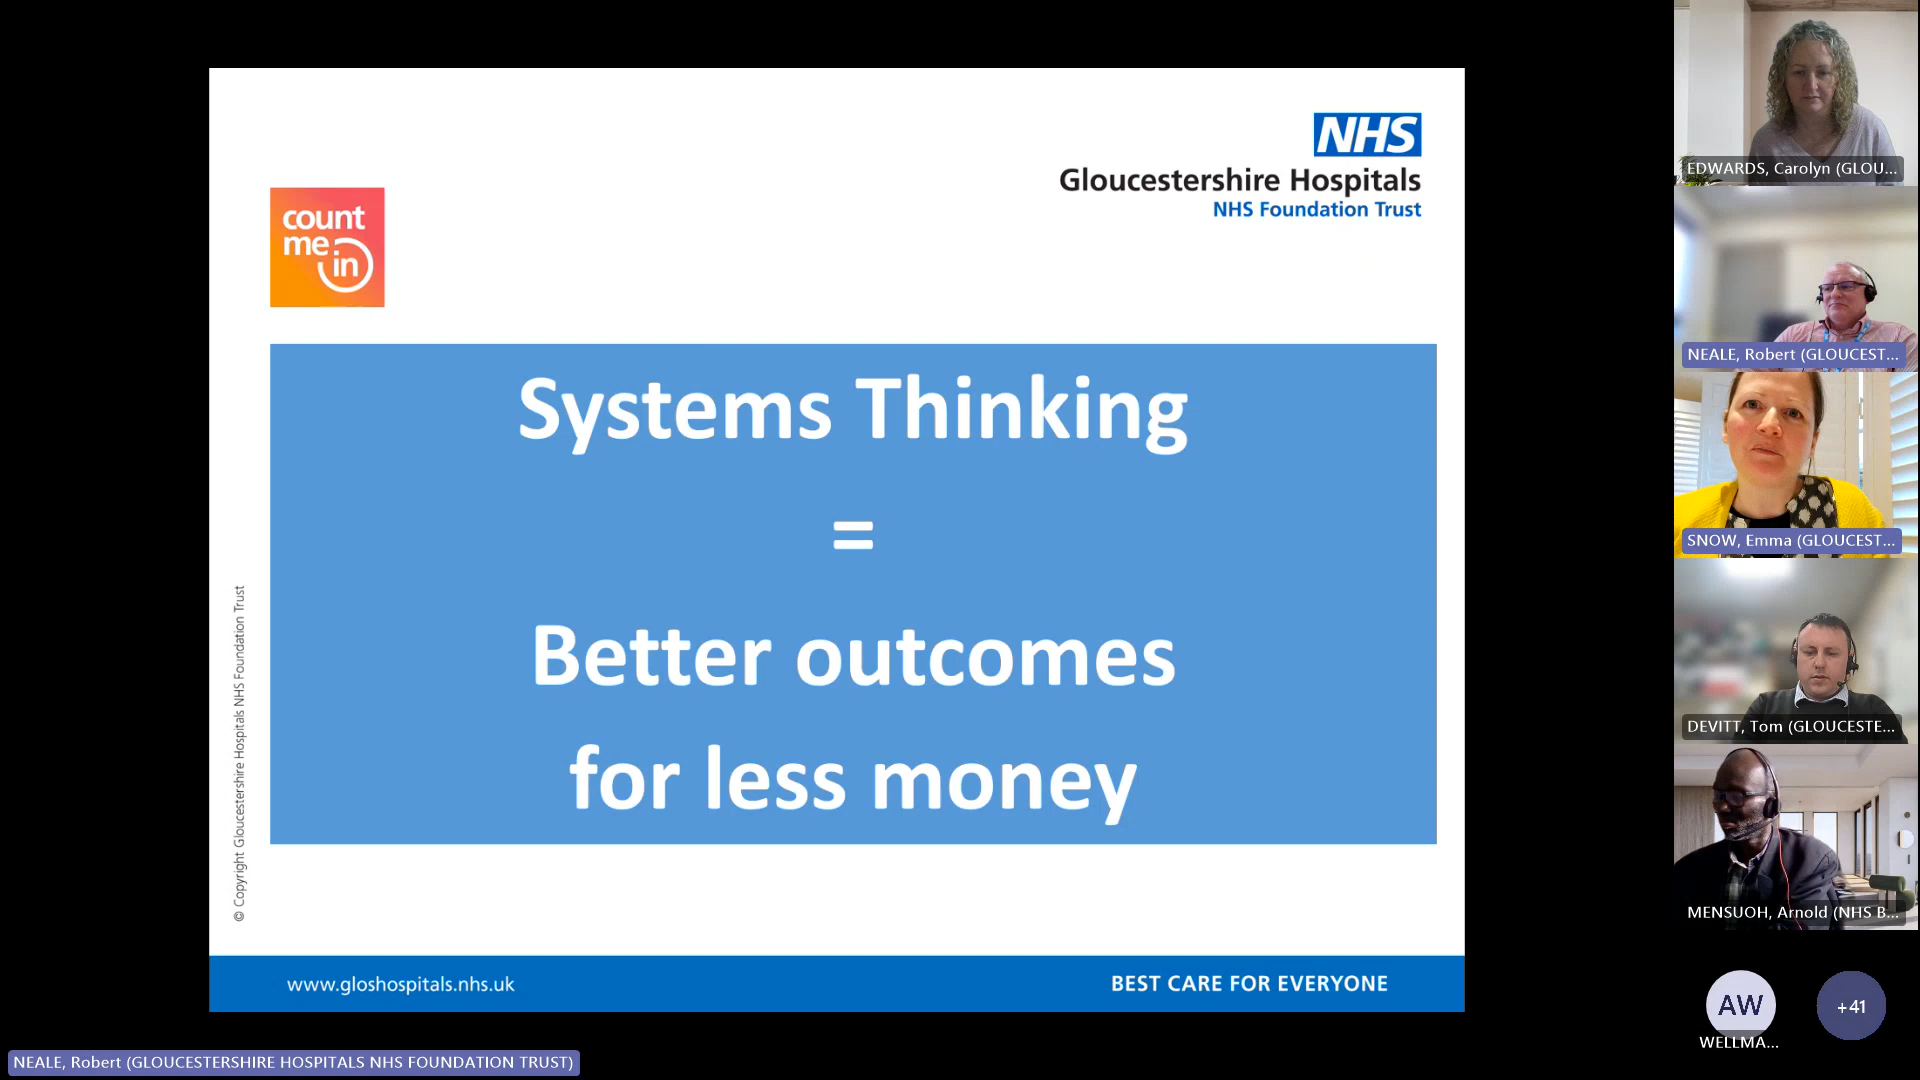 NHS
Gloucestershire Hospitals
NHS Foundation Trust
count
me
in
Systems Thinking
=
Better outcomes
for less money
© Copyright Gloucestershire Hospitals NHS Foundation Trust
www.gloshospitals.nhs.uk
BEST CARE FOR EVERYONE
NEALE, Robert (GLOUCESTERSHIRE HOSPITALS NHS FOUNDATION TRUST)
EDWARDS, Carolyn (GLOU...
NEALE, Robert (GLOUCEST...
SNOW, Emma (GLOUCEST...
DEVITT, Tom (GLOUCESTE...
MENSUOH, Arnold (NHS B...
AW
WELLMA...
+41